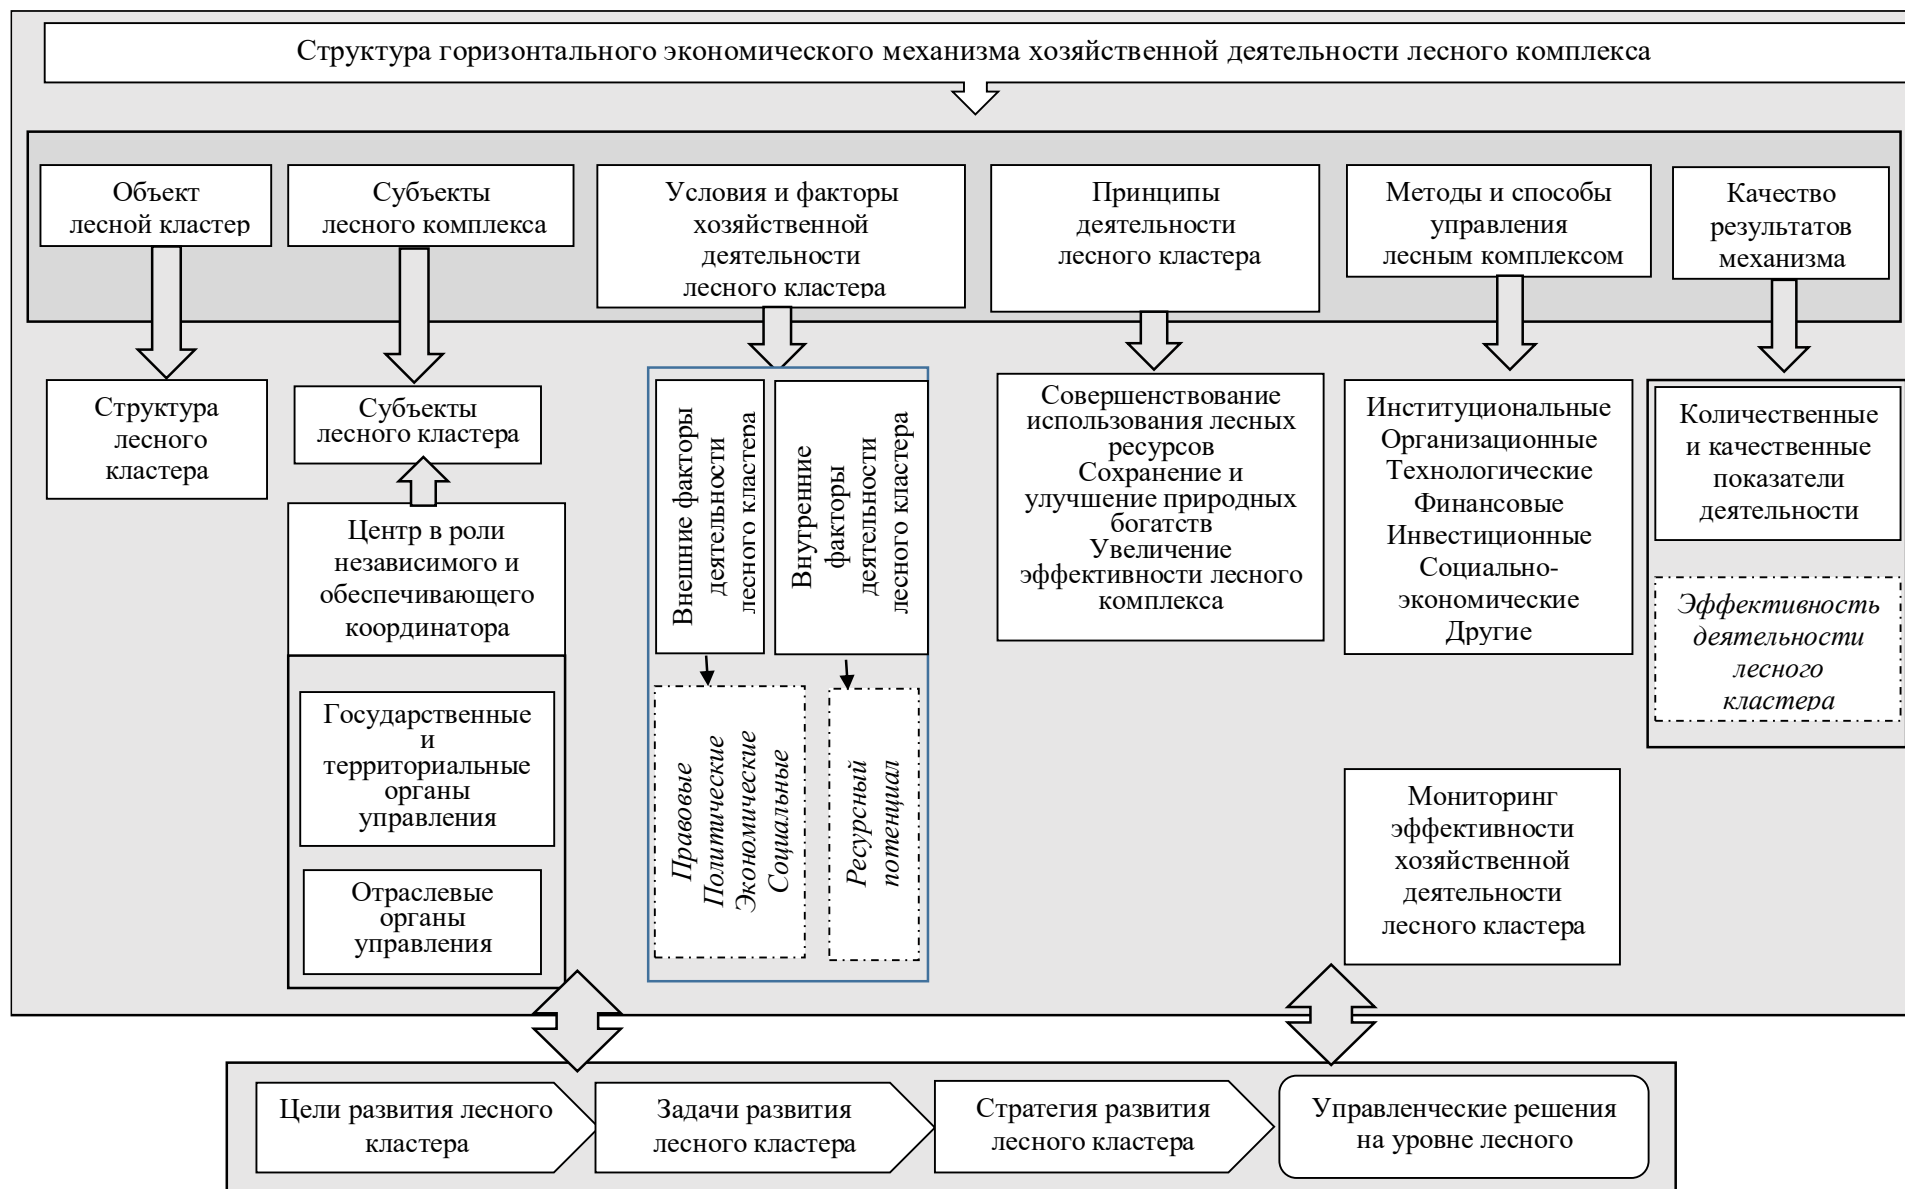 Структура горизонтального экономического механизма хозяйственной деятельности лесного комплекса
Объект
лесной кластер
Субъекты
лесного комплекса
Условия и факторы
хозяйственной
деятельности
лесного кластера
Принципы
деятельности
лесного кластера
Методы и способы
управления
лесным комплексом
Качество
результатов
механизма
Структура
лесного
кластера
Субъекты
лесного кластера
Центр в роли
независимого и
обеспечивающего
координатора
Государственные
и
территориальные
органы
управления
Отраслевые
органы
управления
Внешние факторы
деятельности
лесного кластера
Внутренние
факторы
деятельности
лесного кластера
Правовые
Политические
Экономические
Социальные
Ресурсный
потенциал
Совершенствование
использования лесных
ресурсов
Сохранение и
улучшение природных
богатств
Увеличение
эффективности лесного
комплекса
Институциональные
Организационные
Технологические
Финансовые
Инвестиционные
Социально-
экономические
Другие
Количественные
и качественные
показатели
деятельности
Эффективность
деятельности
лесного
кластера
Мониторинг
эффективности
хозяйственной
деятельности
лесного кластера
Цели развития лесного
кластера
Задачи развития
лесного кластера
Стратегия развития
лесного кластера
Управленческие решения
на уровне лесного